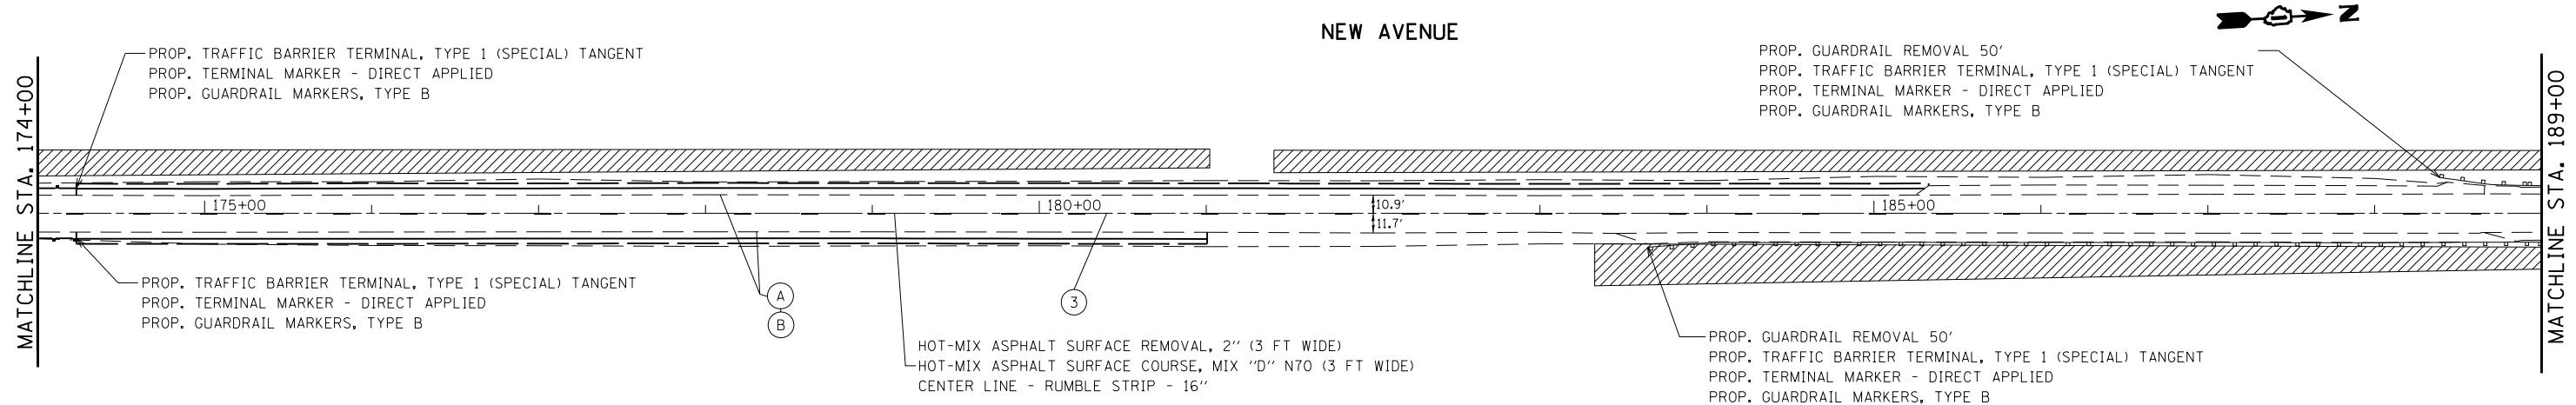 NEW AVENUE
N
PROP. TRAFFIC BARRIER TERMINAL, TYPE 1 (SPECIAL) TANGENT
PROP. TERMINAL MARKER - DIRECT APPLIED
PROP. GUARDRAIL MARKERS, TYPE B
PROP. GUARDRAIL REMOVAL 50'
PROP. TRAFFIC BARRIER TERMINAL, TYPE 1 (SPECIAL) TANGENT
PROP. TERMINAL MARKER - DIRECT APPLIED
PROP. GUARDRAIL MARKERS, TYPE B
MATCHLINE STA. 174+00
175+00
180+00
10.9'
11.7'
185+00
MATCHLINE STA. 189+00
PROP. TRAFFIC BARRIER TERMINAL, TYPE 1 (SPECIAL) TANGENT
PROP. TERMINAL MARKER - DIRECT APPLIED
PROP. GUARDRAIL MARKERS, TYPE B
A
B
3
HOT-MIX ASPHALT SURFACE REMOVAL, 2" (3 FT WIDE)
HOT-MIX ASPHALT SURFACE COURSE, MIX "D" N70 (3 FT WIDE)
CENTER LINE - RUMBLE STRIP - 16"
PROP. GUARDRAIL REMOVAL 50'
PROP. TRAFFIC BARRIER TERMINAL, TYPE 1 (SPECIAL) TANGENT
PROP. TERMINAL MARKER - DIRECT APPLIED
PROP. GUARDRAIL MARKERS, TYPE B